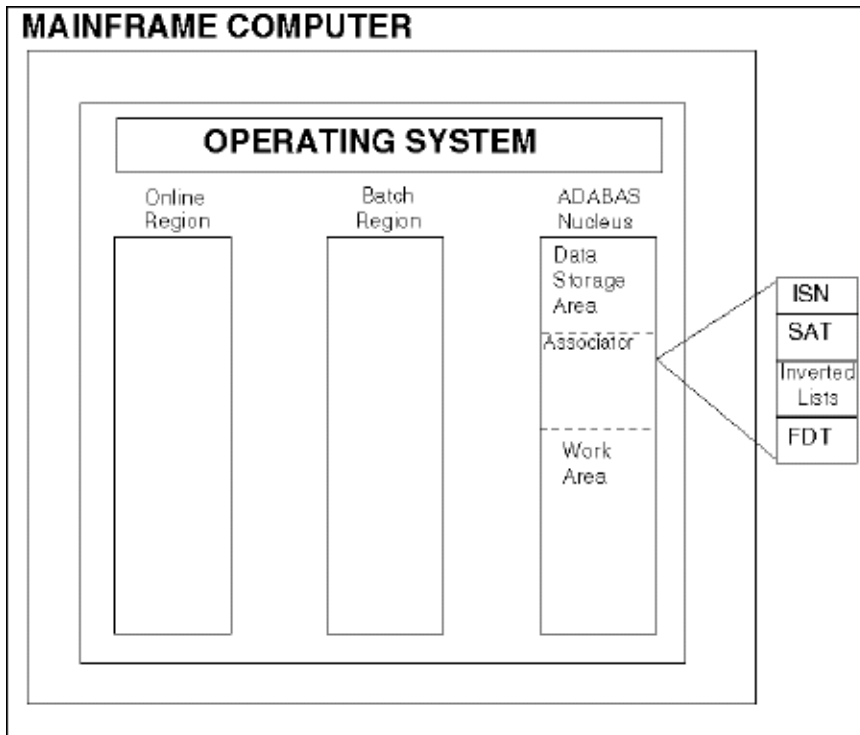 MAINFRAME COMPUTER
OPERATING SYSTEM
Online
Region
Batch
Region
ADABAS
Nucleus
Data
Storage
Area
Associator
Work
Area
ISN
SAT
Inverted
Lists
FDT